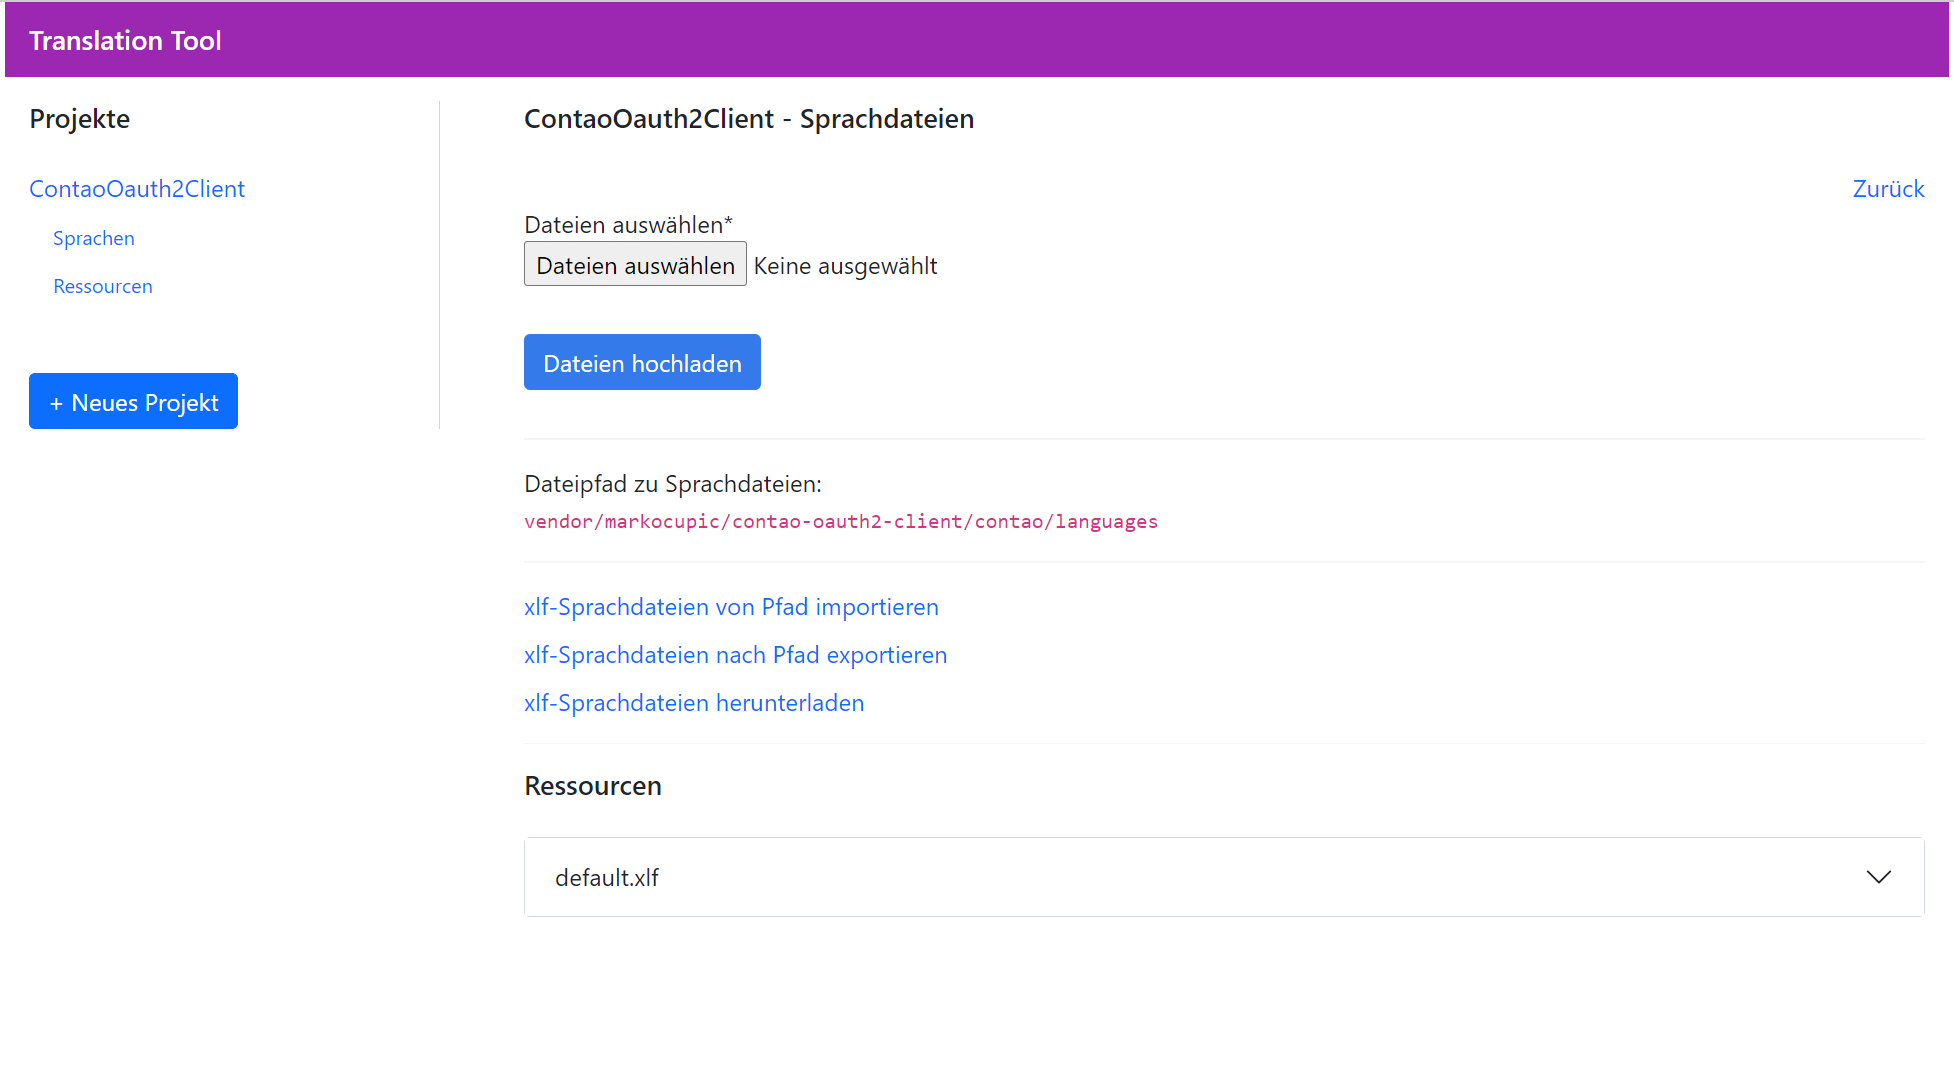 Translation Tool
Projekte
ContaoOauth2Client
Sprachen
Ressourcen
+ Neues Projekt
ContaoOauth2Client - Sprachdateien
Zurück
Dateien auswählen*
Dateien auswählen Keine ausgewählt
Dateien hochladen
Dateipfad zu Sprachdateien:
vendor/markocupic/contao-oauth2-client/contao/languages
xlf-Sprachdateien von Pfad importieren
xlf-Sprachdateien nach Pfad exportieren
xlf-Sprachdateien herunterladen
Ressourcen
default.xlf